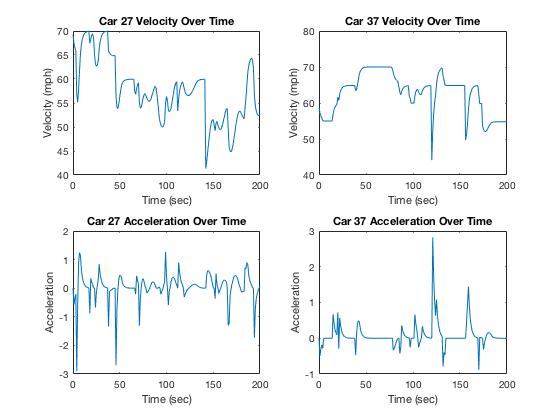 Car 27 Velocity Over Time
Velocity (mph)
70
65
60
55
50
45
40
0 50 100 150 200
Time (sec)
Car 37 Velocity Over Time
Velocity (mph)
80
70
60
50
40
0 50 100 150 200
Time (sec)
Car 27 Acceleration Over Time
Acceleration
2
1
0
-1
-2
-3
0 50 100 150 200
Time (sec)
Car 37 Acceleration Over Time
Acceleration
3
2
1
0
-1
0 50 100 150 200
Time (sec)